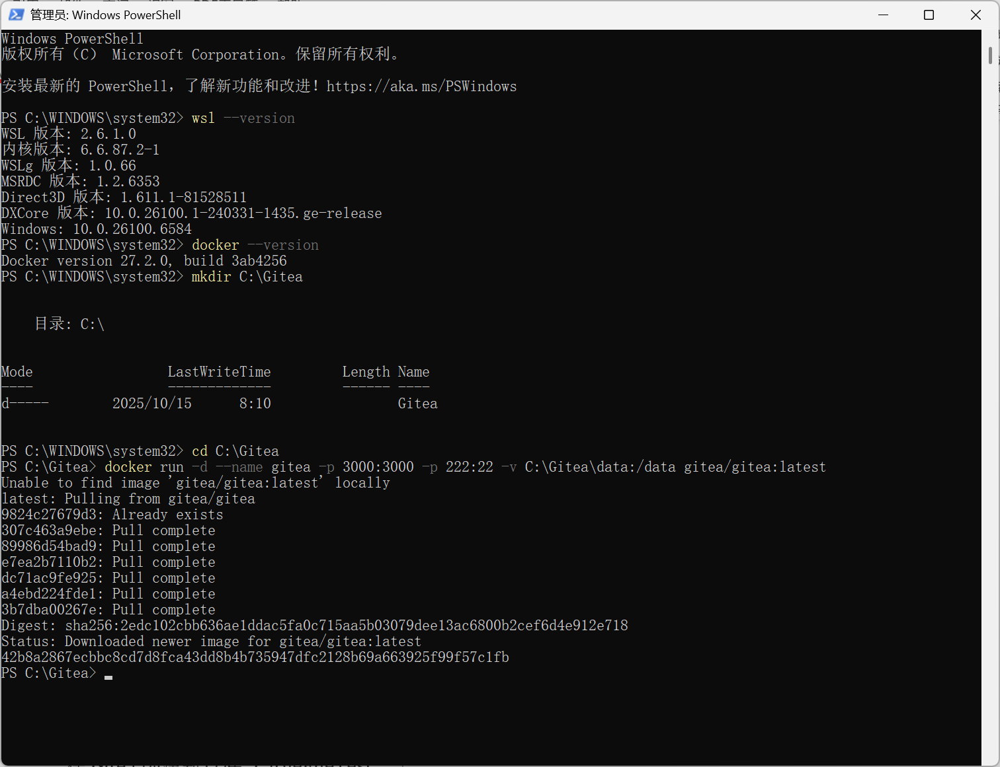 管理员: Windows PowerShell
Windows PowerShell
版权所有（C） Microsoft Corporation。保留所有权利。
安装最新的 PowerShell，了解新功能和改进！https://aka.ms/PSWindows
PS C:\WINDOWS\system32> wsl --version
WSL 版本: 2.6.1.0
内核版本: 6.6.87.2-1
WSLg 版本: 1.0.66
MSRDC 版本: 1.2.6353
Direct3D 版本: 1.611.1-81528511
DXCore 版本: 10.0.26100.1-240331-1435.ge-release
Windows: 10.0.26100.6584
PS C:\WINDOWS\system32> docker --version
Docker version 27.2.0, build 3ab4256
PS C:\WINDOWS\system32> mkdir C:\Gitea
目录: C:\
Mode                 LastWriteTime         Length Name
----                 -------------         ------ ----
d-----        2025/10/15      8:10                Gitea
PS C:\WINDOWS\system32> cd C:\Gitea
PS C:\Gitea> docker run -d --name gitea -p 3000:3000 -p 222:22 -v C:\Gitea\data:/data gitea/gitea:latest
Unable to find image 'gitea/gitea:latest' locally
latest: Pulling from gitea/gitea
9824c27679d3: Already exists
307c463a9ebe: Pull complete
89986d54bad9: Pull complete
e7ea2b7110b2: Pull complete
dc71ac9fe925: Pull complete
a4ebd224fde1: Pull complete
3b7dba00267e: Pull complete
Digest: sha256:2edc102cbb636ae1ddac5fa0c715aa5b03079dee13ac6800b2cef6d4e912e718
Status: Downloaded newer image for gitea/gitea:latest
42b8a2867ecbbc8cd7d8fca43dd8b4b735947dfc2128b69a663925f99f57c1fb
PS C:\Gitea>